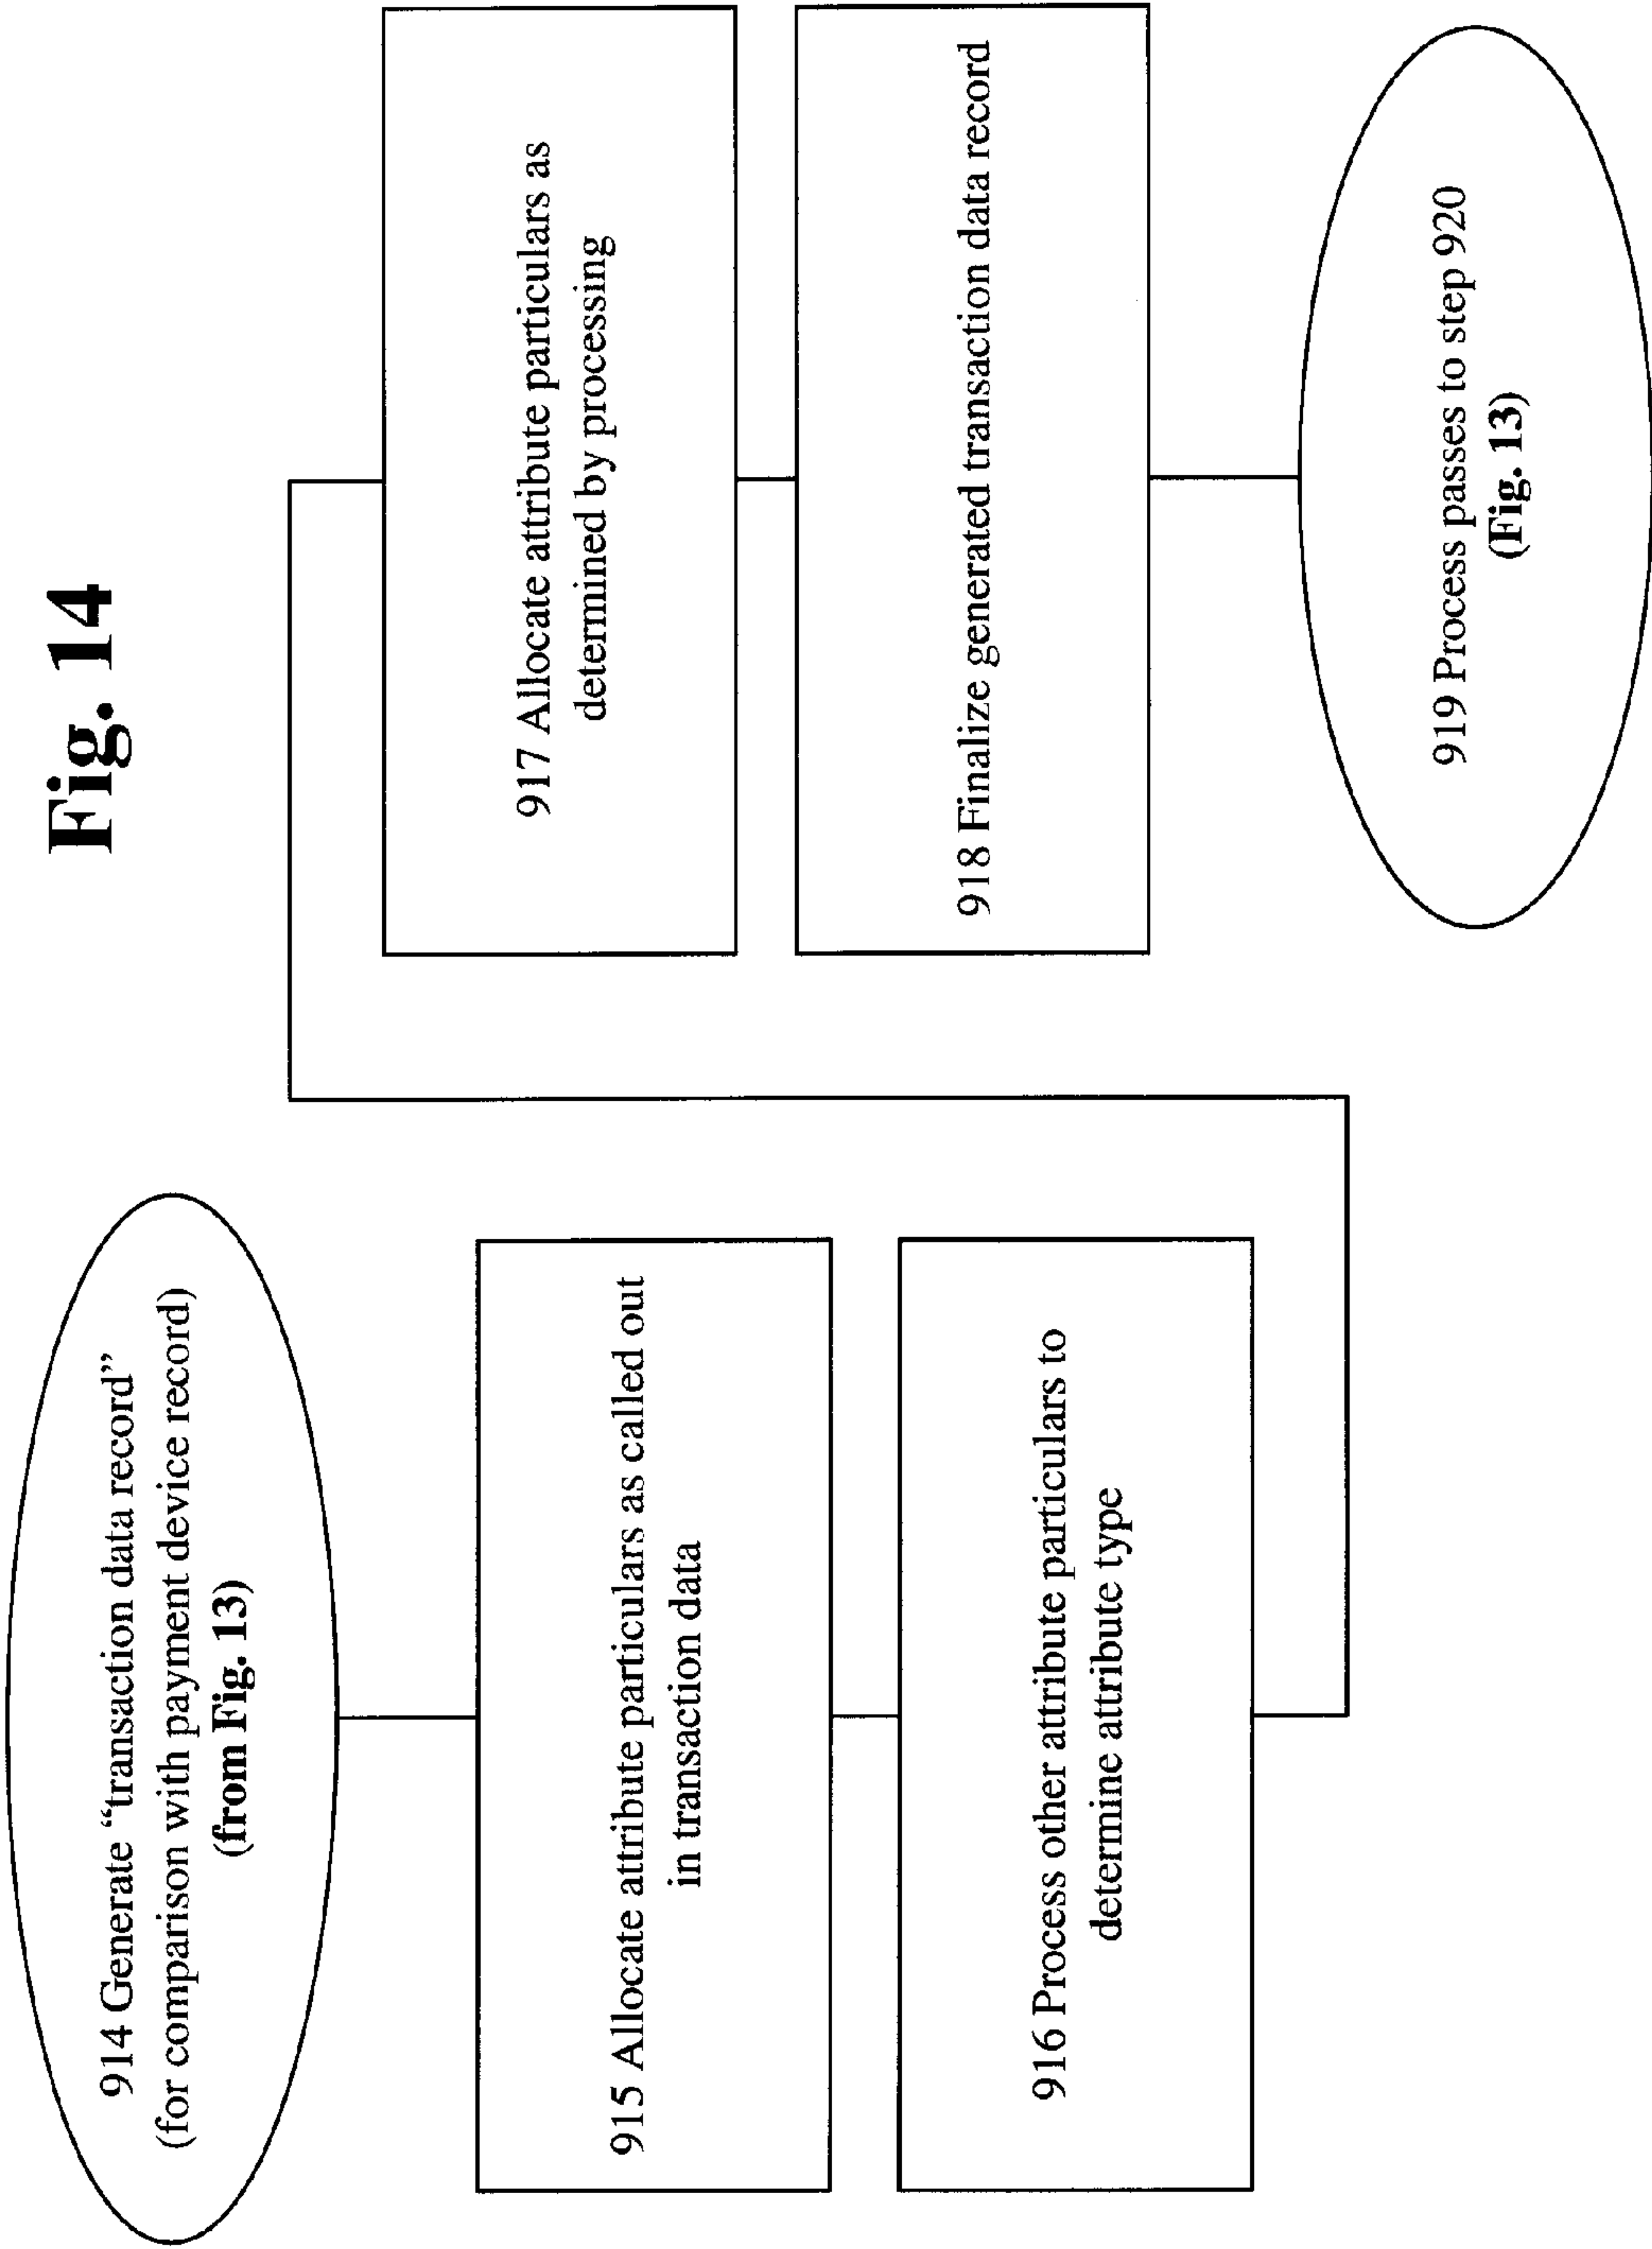 Fig. 14
914 Generate “transaction data record”
(for comparison with payment device record)
(from Fig. 13)
915 Allocate attribute particulars as called out
in transaction data
916 Process other attribute particulars to
determine attribute type
917 Allocate attribute particulars as
determined by processing
918 Finalize generated transaction data record
919 Process passes to step 920
(Fig. 13)